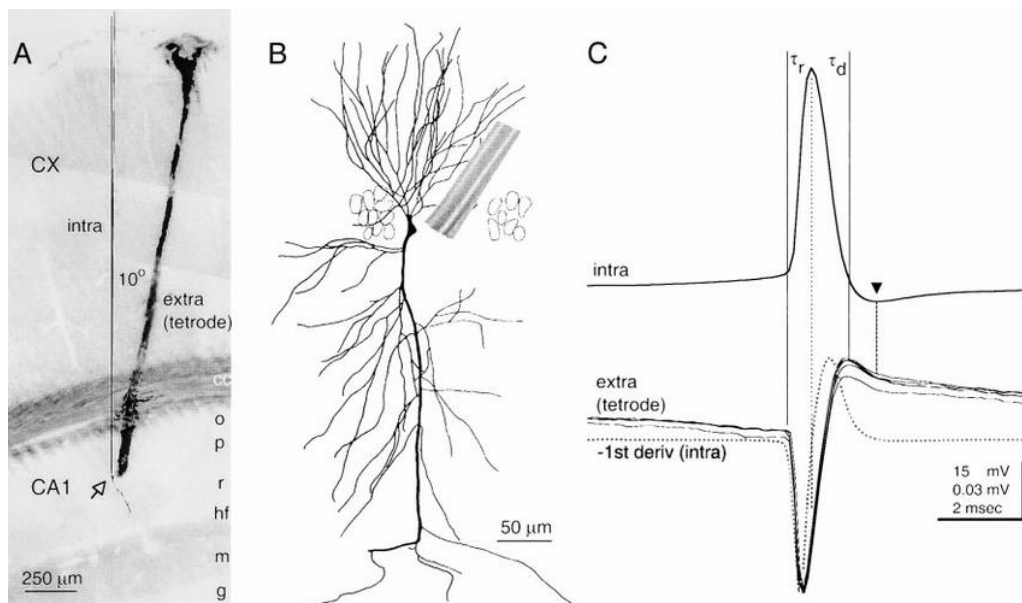 A
CX
intra
10°
extra
(tetrode)
cc
o
p
CA1
r
hf
m
250 µm
g
B
50 µm
C
τr
τd
intra
extra
(tetrode)
-1st deriv (intra)
15 mV
0.03 mV
2 msec